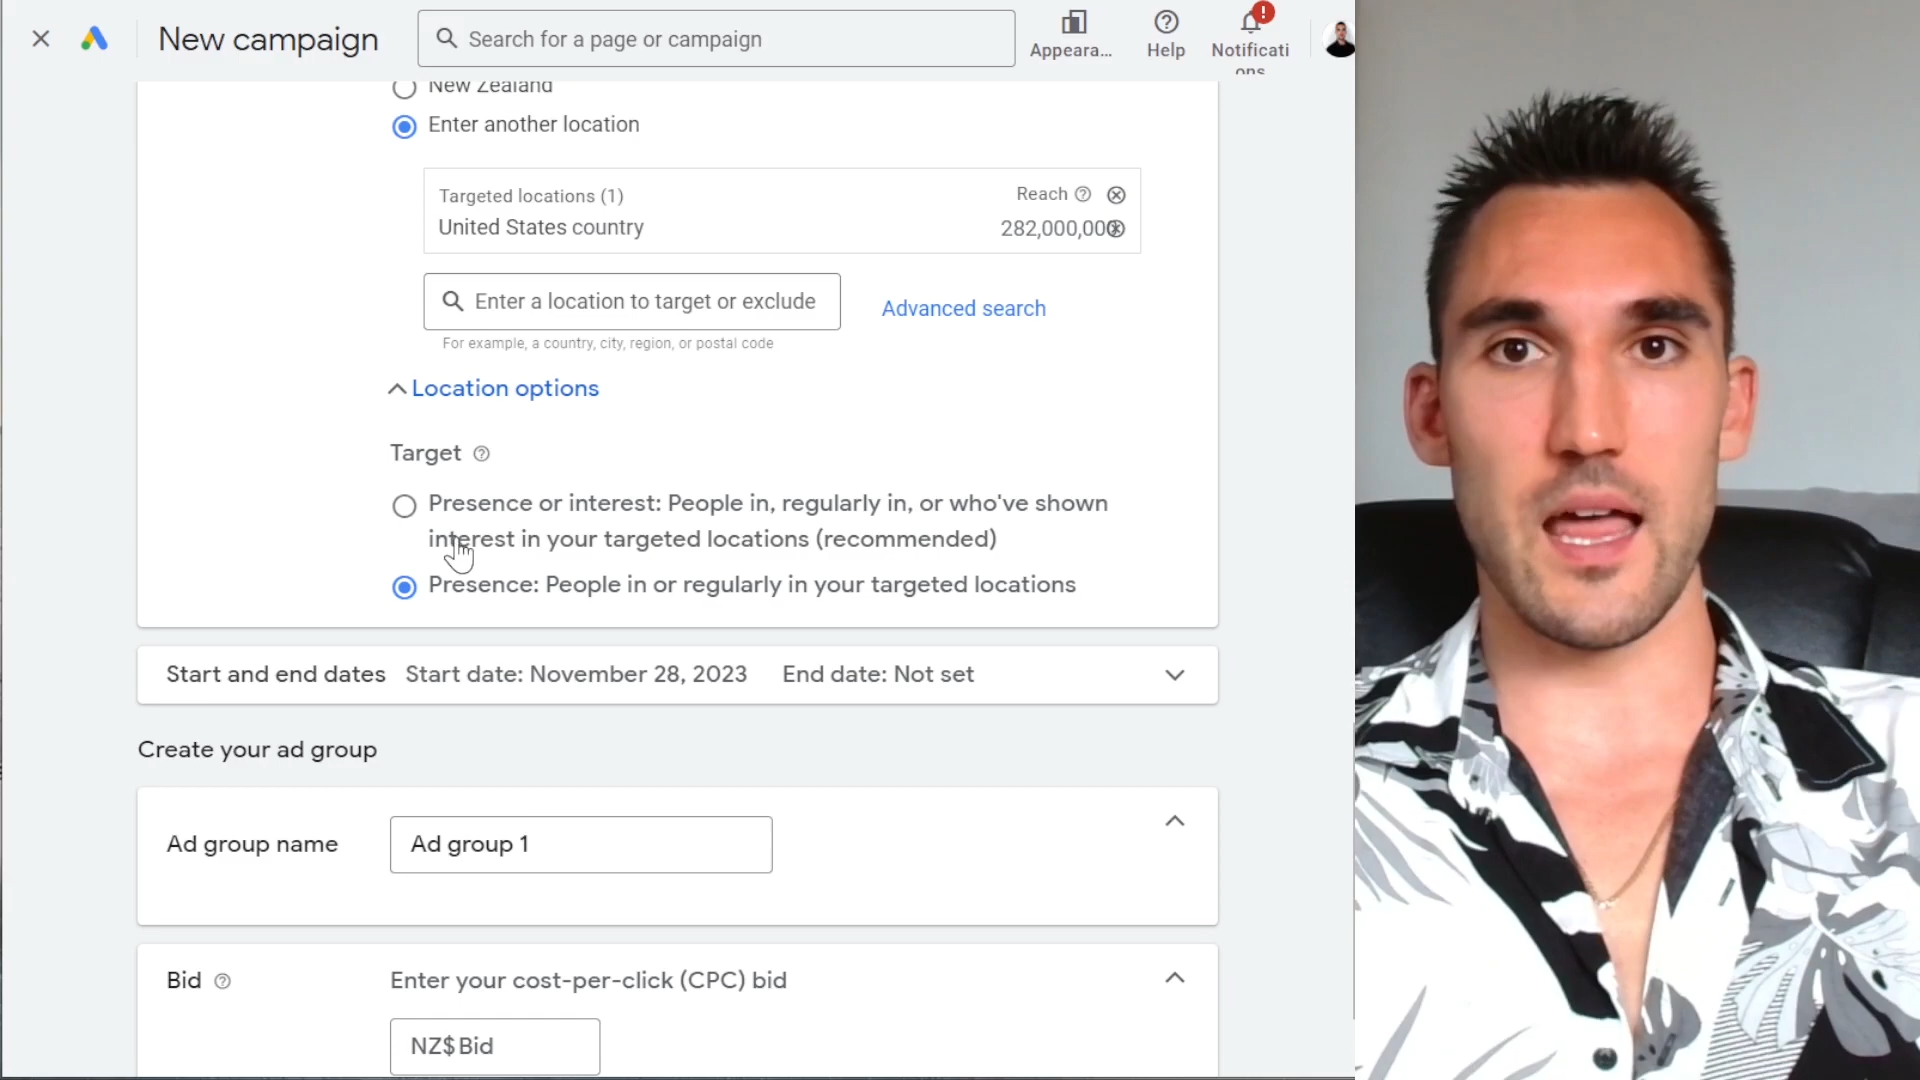 New campaign
Search for a page or campaign
Appeara...
Help
Notificati
ons
New Zealand
Enter another location
Targeted locations (1)
Reach
United States country
282,000,000
Enter a location to target or exclude
Advanced search
For example, a country, city, region, or postal code
Location options
Target
Presence or interest: People in, regularly in, or who've shown
interest in your targeted locations (recommended)
Presence: People in or regularly in your targeted locations
Start and end dates
Start date: November 28, 2023
End date: Not set
Create your ad group
Ad group name
Ad group 1
Bid
Enter your cost-per-click (CPC) bid
NZ$ Bid